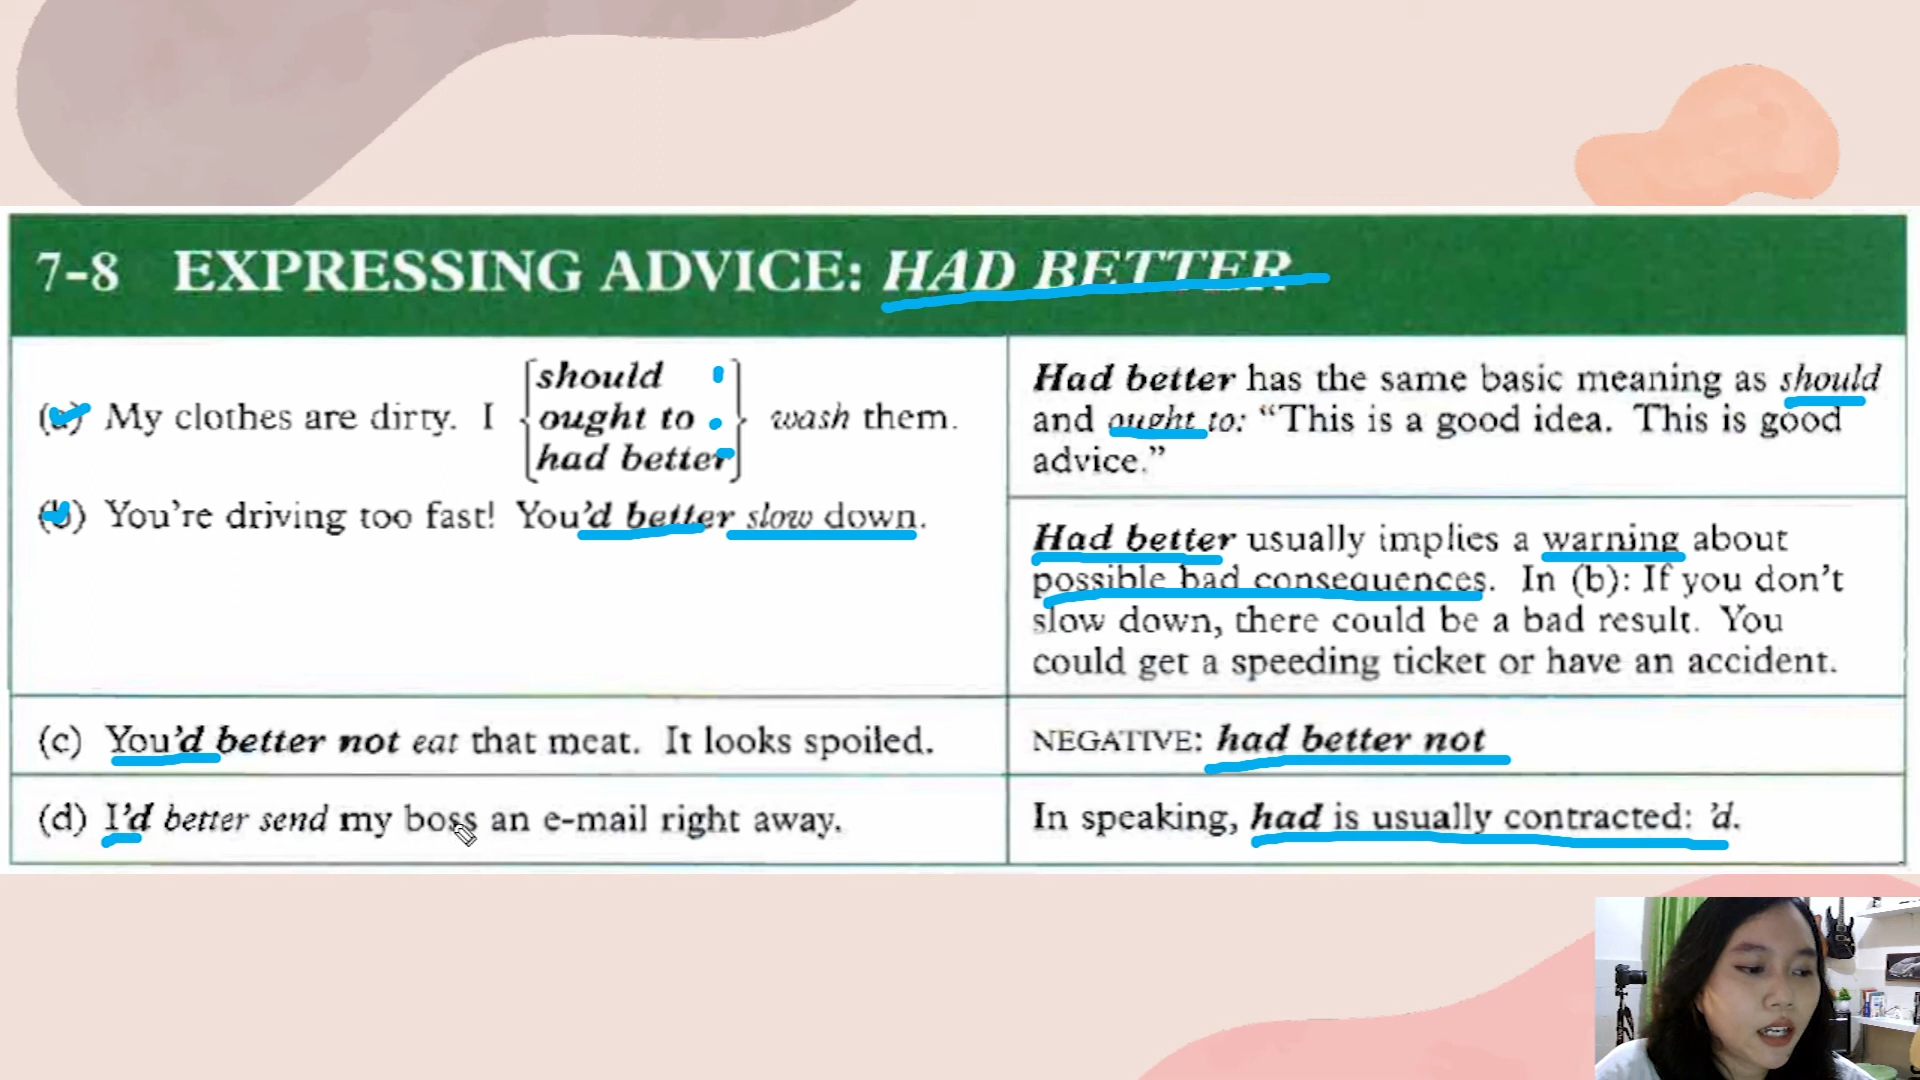 7-8 EXPRESSING ADVICE: HAD BETTER
(a) My clothes are dirty. I
should
ought to
had better
wash them.
(b) You're driving too fast! You'd better slow down.
Had better has the same basic meaning as should
and ought to: “This is a good idea. This is good
advice.”
Had better usually implies a warning about
possible bad consequences. In (b): If you don't
slow down, there could be a bad result. You
could get a speeding ticket or have an accident.
(c) You'd better not eat that meat. It looks spoiled.
NEGATIVE: had better not
(d) I'd better send my boss an e-mail right away.
In speaking, had is usually contracted: 'd.